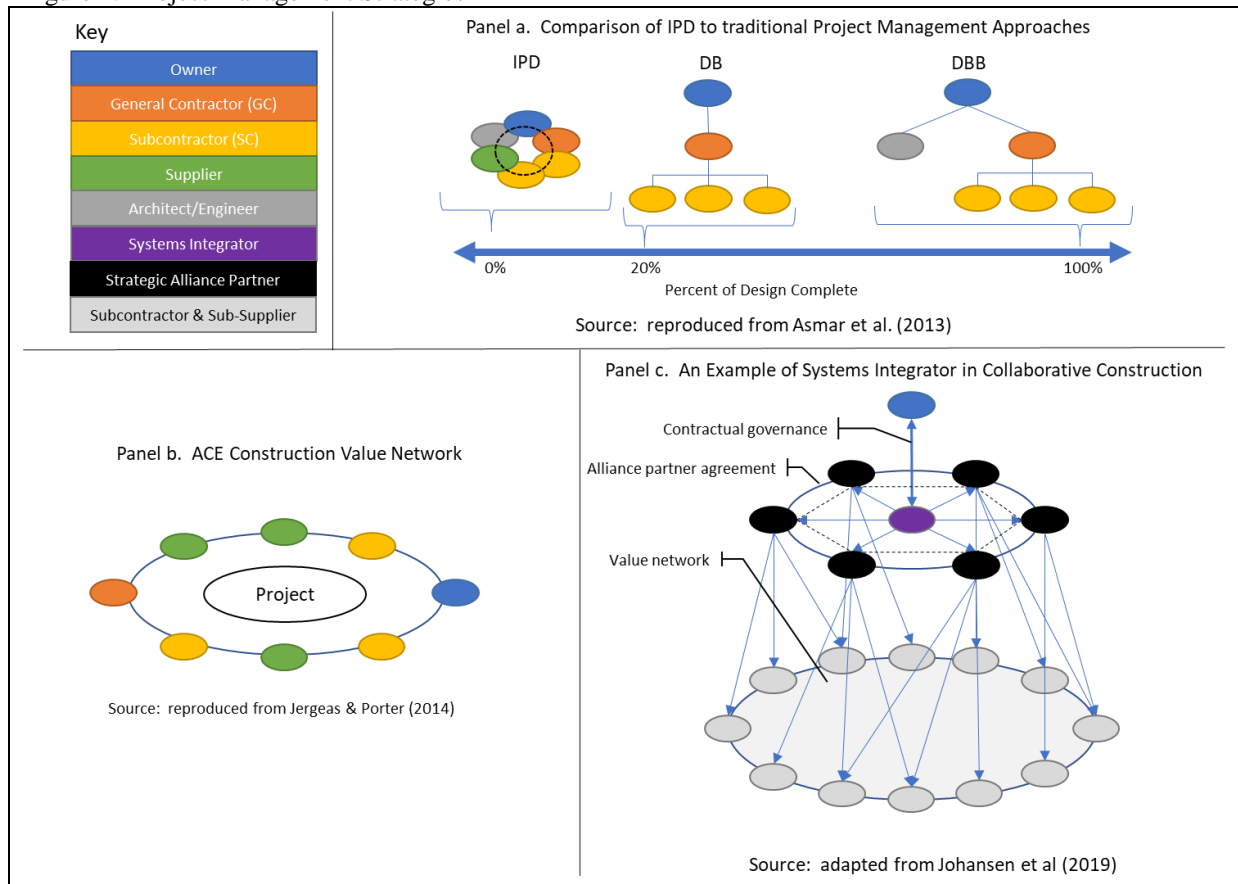 Key
Owner
General Contractor (GC)
Subcontractor (SC)
Supplier
Architect/Engineer
Systems Integrator
Strategic Alliance Partner
Subcontractor & Sub-Supplier
Panel a. Comparison of IPD to traditional Project Management Approaches
IPD
DB
DBB
0%
20%
100%
Percent of Design Complete
Source: reproduced from Asmar et al. (2013)
Panel b. ACE Construction Value Network
Project
Source: reproduced from Jergeas & Porter (2014)
Panel c. An Example of Systems Integrator in Collaborative Construction
Contractual governance
Alliance partner agreement
Value network
Source: adapted from Johansen et al (2019)